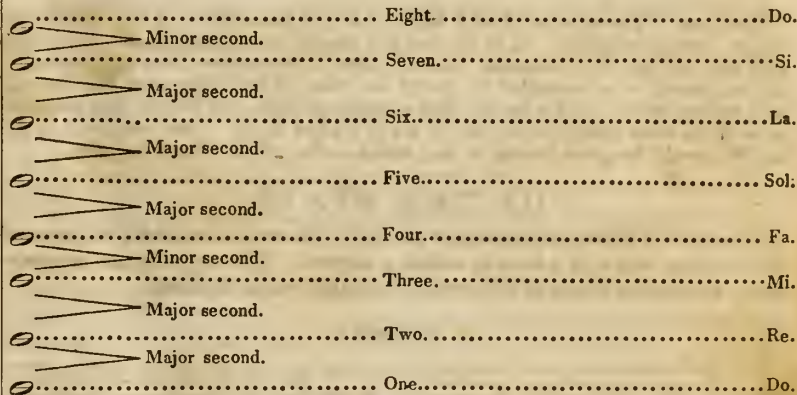 Eight. Do.
Minor second.
Seven. Si.
Major second.
Six. La.
Major second.
Five. Sol.
Major second.
Four. Fa.
Minor second.
Three. Mi.
Major second.
Two. Re.
Major second.
One. Do.